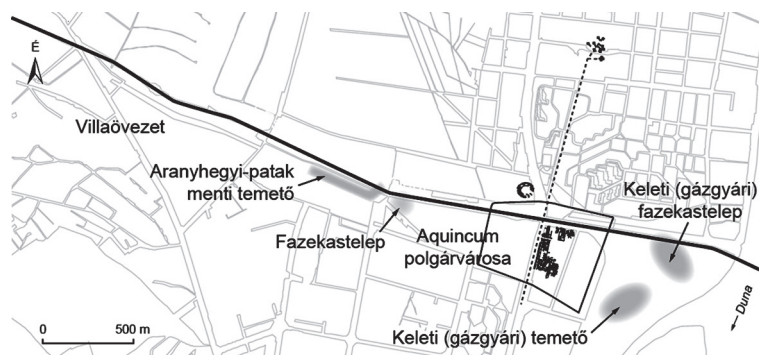 É
Villaövezet
Aranyhegyi-patak
menti temető
Fazekastelep
Aquincum
polgárvárosa
Keleti (gázgyári)
fazekastelep
Keleti (gázgyári) temető
Duna
0 500 m